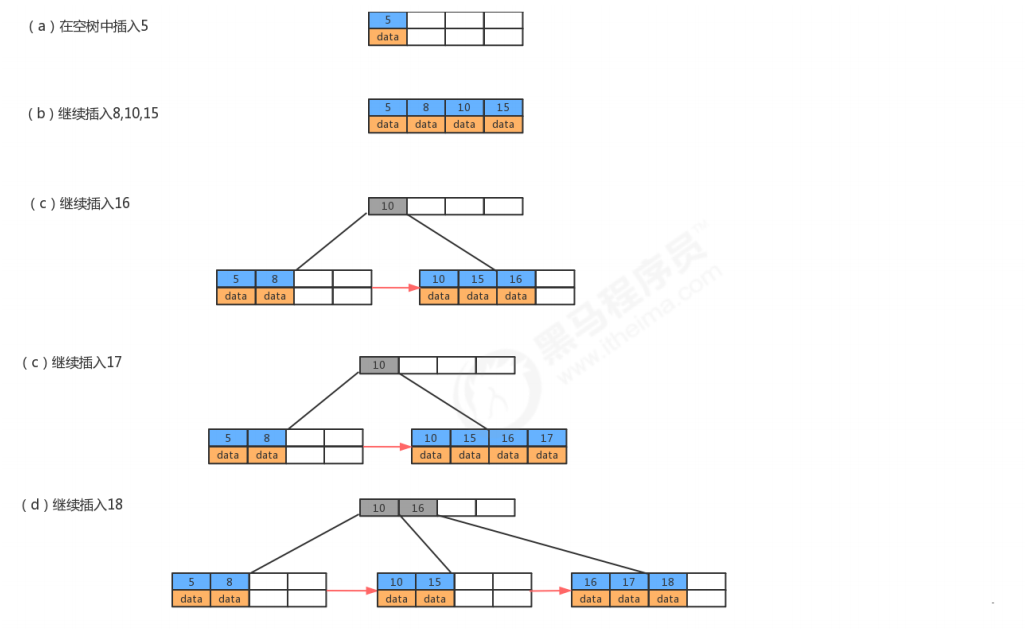 （a）在空树中插入5
5
data
（b）继续插入8,10,15
5 8 10 15
data data data data
（c）继续插入16
10
5 8 10 15 16
data data data data data
（c）继续插入17
10
5 8 10 15 16 17
data data data data data data
（d）继续插入18
10 16
5 8 10 15 16 17 18
data data data data data data data
黑马程序员™
www.itheima.com